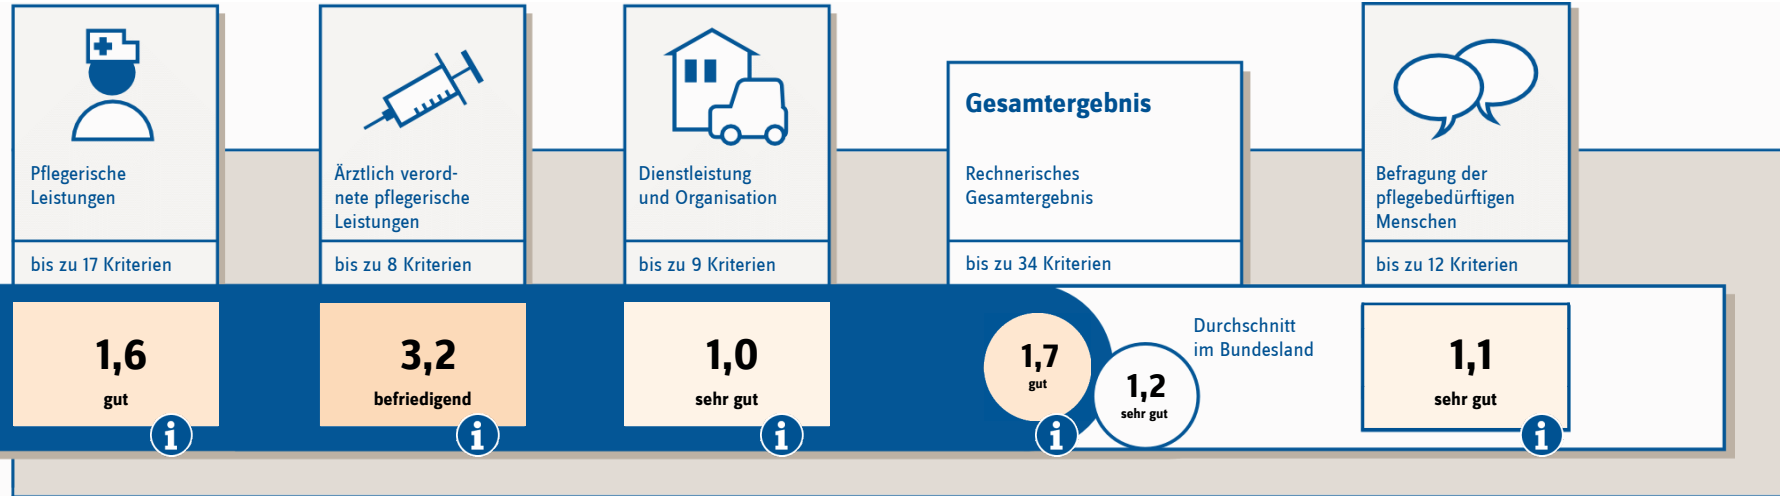 Pflegerische
Leistungen
bis zu 17 Kriterien
1,6
gut
i
Ärztlich verord-
nete pflegerische
Leistungen
bis zu 8 Kriterien
3,2
befriedigend
i
Dienstleistung
und Organisation
bis zu 9 Kriterien
1,0
sehr gut
i
Gesamtergebnis
Rechnerisches
Gesamtergebnis
bis zu 34 Kriterien
1,7
gut
i
1,2
sehr gut
Durchschnitt
im Bundesland
Befragung der
pflegebedürftigen
Menschen
bis zu 12 Kriterien
1,1
sehr gut
i